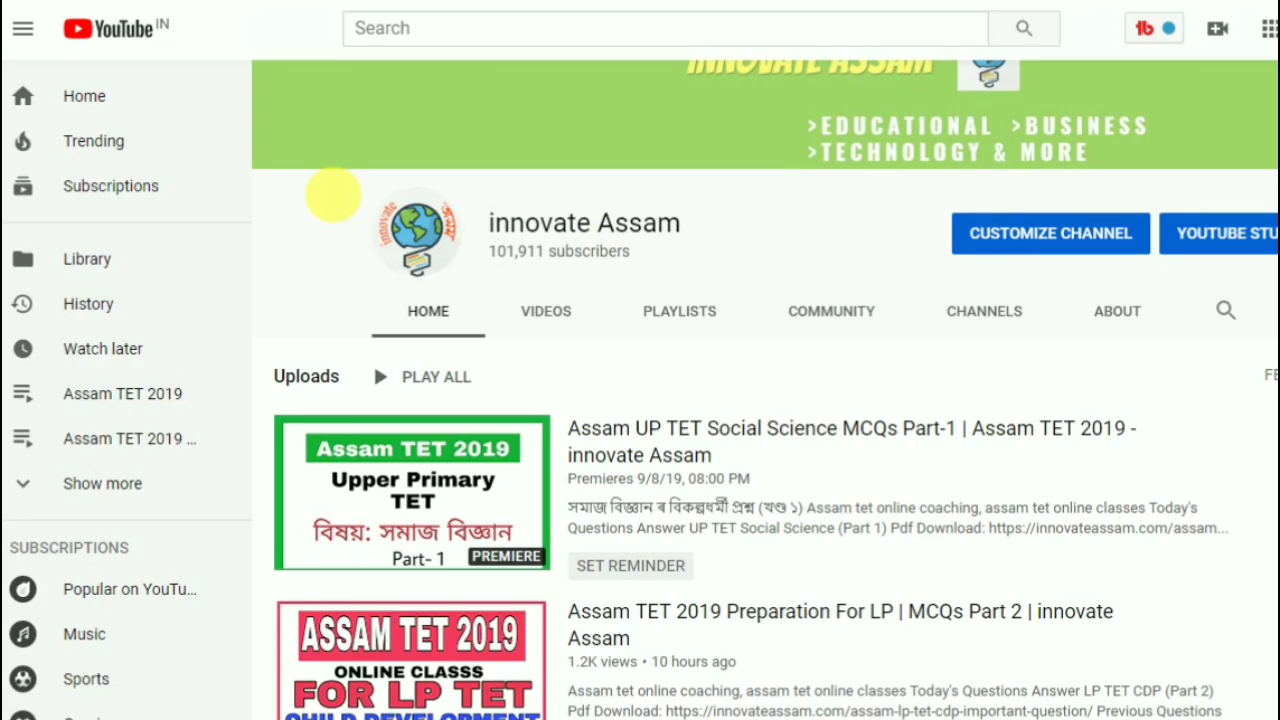 YouTube IN
Search
Home
Trending
Subscriptions
Library
History
Watch later
Assam TET 2019
Assam TET 2019 ...
Show more
SUBSCRIPTIONS
Popular on YouTu...
Music
Sports
INNOVATE ASSAM
>EDUCATIONAL >BUSINESS
>TECHNOLOGY & MORE
innovate
অসম
innovate Assam
101,911 subscribers
CUSTOMIZE CHANNEL
YOUTUBE STU
HOME
VIDEOS
PLAYLISTS
COMMUNITY
CHANNELS
ABOUT
Uploads
PLAY ALL
FE
Assam TET 2019
Upper Primary
TET
বিষয়: সমাজ বিজ্ঞান
Part- 1
PREMIERE
Assam UP TET Social Science MCQs Part-1 | Assam TET 2019 -
innovate Assam
Premieres 9/8/19, 08:00 PM
সমাজ বিজ্ঞান ৰ বিকল্পধৰ্মী প্ৰশ্ন (খণ্ড ১) Assam tet online coaching, assam tet online classes Today's
Questions Answer UP TET Social Science (Part 1) Pdf Download: https://innovateassam.com/assam...
SET REMINDER
ASSAM TET 2019
ONLINE CLASSS
FOR LP TET
CHILD DEVELOPMENT
Assam TET 2019 Preparation For LP | MCQs Part 2 | innovate
Assam
1.2K views • 10 hours ago
Assam tet online coaching, assam tet online classes Today's Questions Answer LP TET CDP (Part 2)
Pdf Download: https://innovateassam.com/assam-lp-tet-cdp-important-question/ Previous Questions